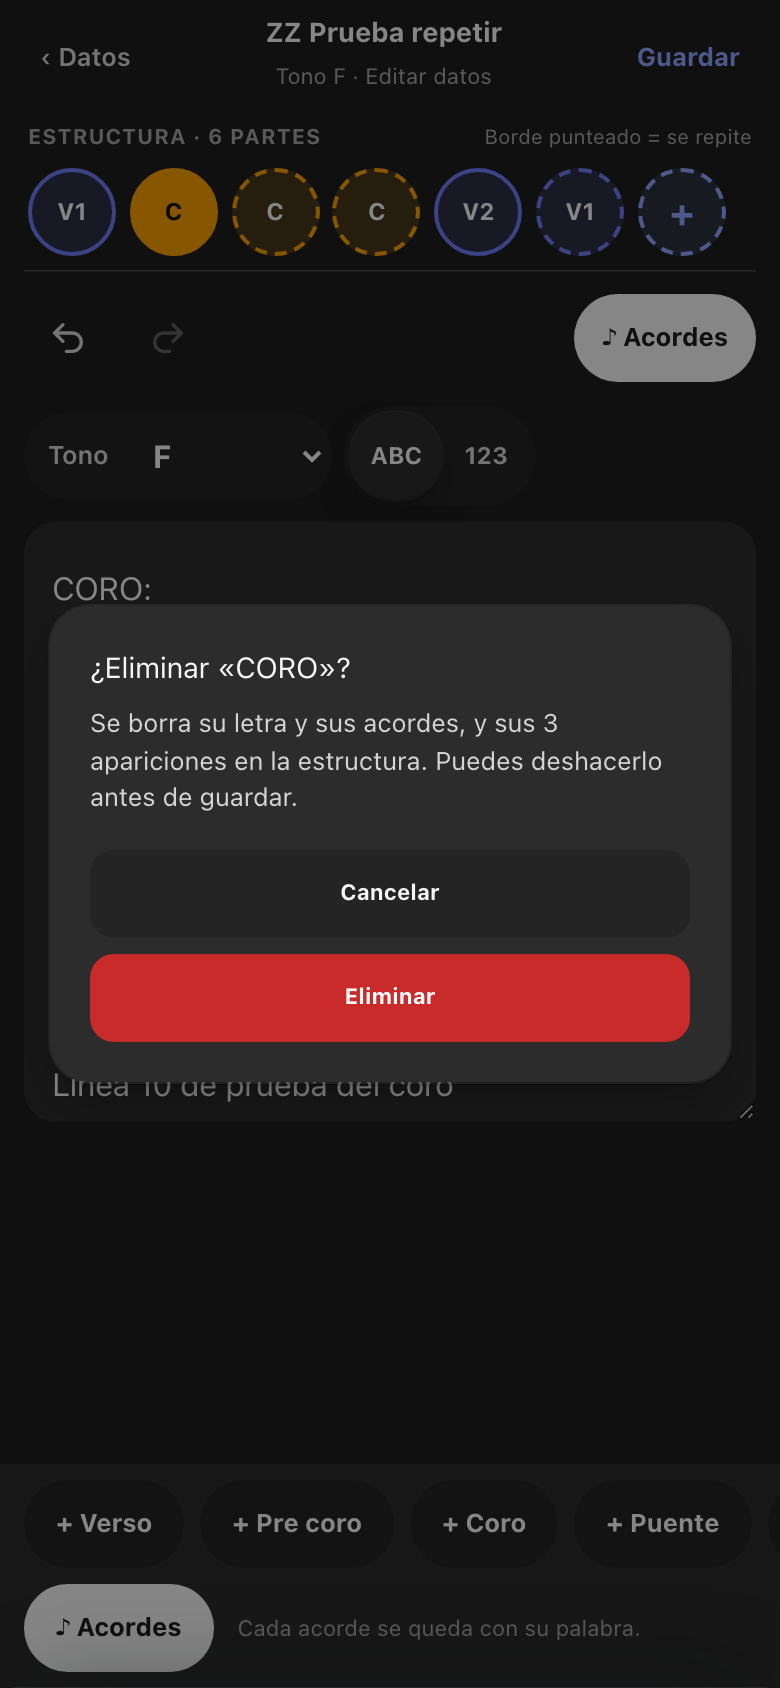 ZZ Prueba repetir
‹ Datos
Guardar
Tono F · Editar datos
ESTRUCTURA · 6 PARTES
Borde punteado = se repite
V1 C C C V2 V1 +
♪ Acordes
Tono F
ABC 123
CORO:
¿Eliminar «CORO»?
Se borra su letra y sus acordes, y sus 3
apariciones en la estructura. Puedes deshacerlo
antes de guardar.
Cancelar
Eliminar
Línea 10 de prueba del coro
+ Verso + Pre coro + Coro + Puente
♪ Acordes
Cada acorde se queda con su palabra.